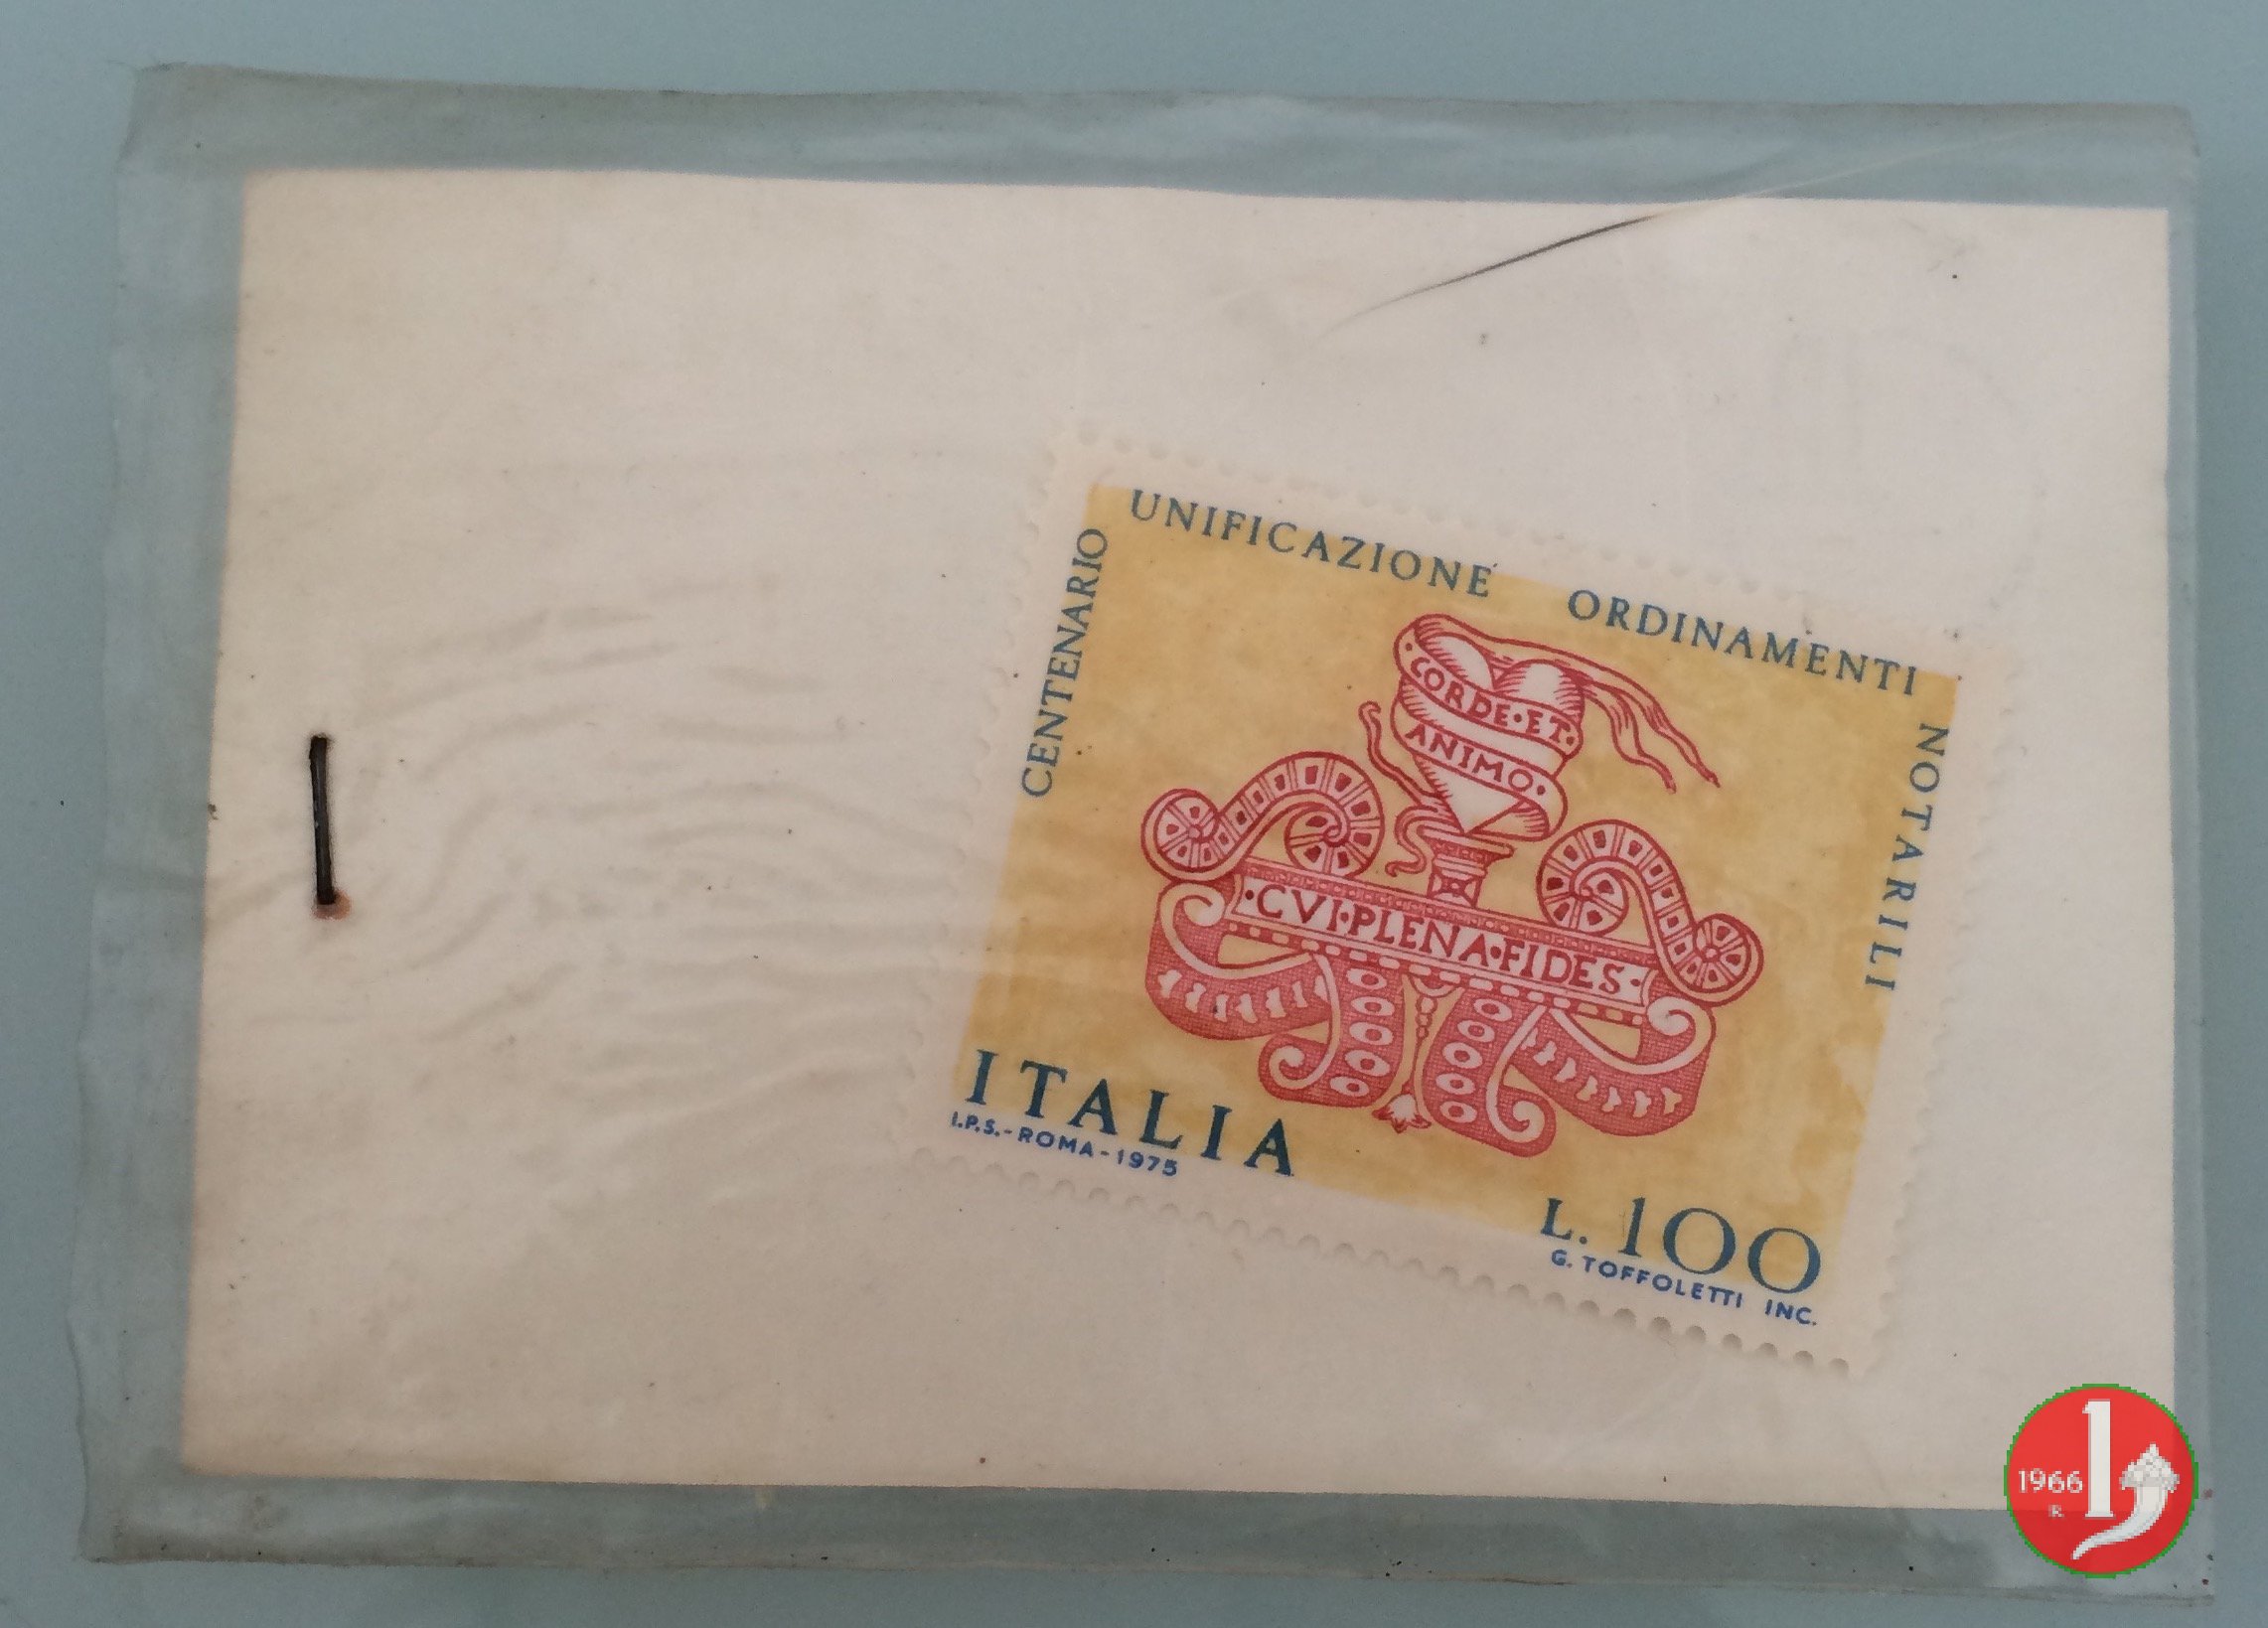 CENTENARIO
UNIFICAZIONE ORDINAMENTI
NOTARILI
CORDE·ET·
ANIMO·
·CVI·PLENA·FIDES·
ITALIA
I.P.S.-ROMA-1975
L. 100
G. TOFFOLETTI INC.
1966
R